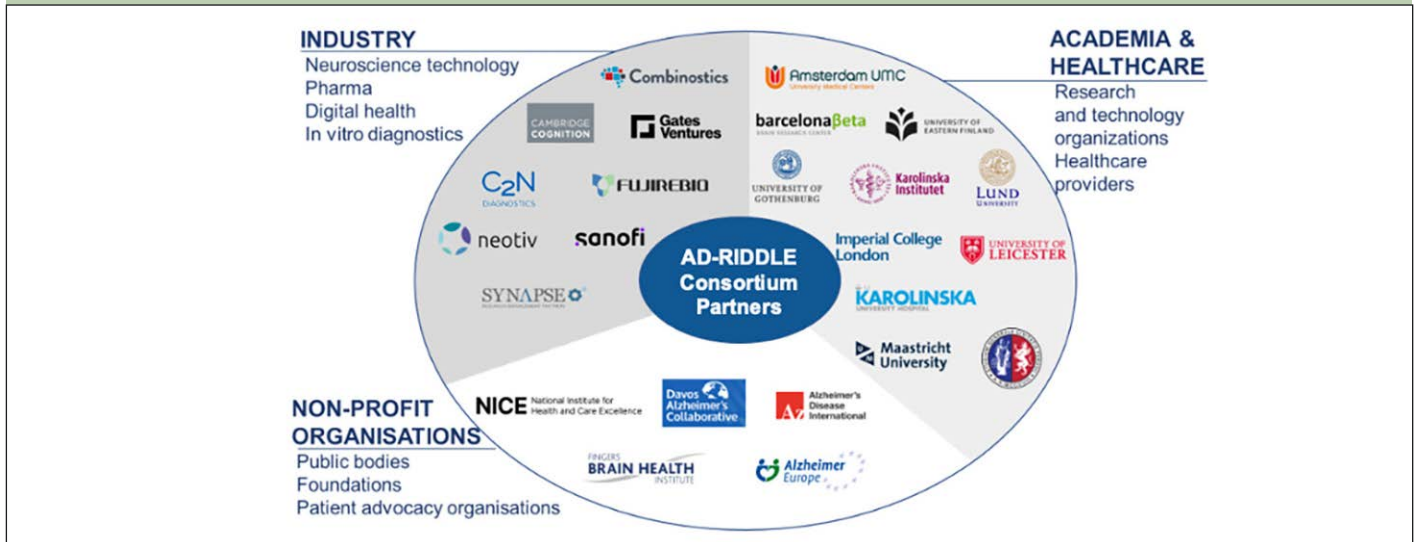 INDUSTRY
Neuroscience technology
Pharma
Digital health
In vitro diagnostics
ACADEMIA &
HEALTHCARE
Research
and technology
organizations
Healthcare
providers
Combinostics
Amsterdam UMC
University Medical Centers
CAMBRIDGE
COGNITION
Gates
Ventures
barcelonaβeta
BRAIN RESEARCH CENTER
UNIVERSITY OF
EASTERN FINLAND
C2N
DIAGNOSTICS
FUJIREBIO
UNIVERSITY OF
GOTHENBURG
Karolinska
Institutet
LUND
UNIVERSITY
neotiv
sanofi
AD-RIDDLE
Consortium
Partners
Imperial College
London
UNIVERSITY OF
LEICESTER
SYNAPSE
KAROLINSKA
UNIVERSITY HOSPITAL
Maastricht
University
NON-PROFIT
ORGANISATIONS
Public bodies
Foundations
Patient advocacy organisations
NICE National Institute for
Health and Care Excellence
Davos
Alzheimer's
Collaborative
Az
Alzheimer's
Disease
International
FINGERS
BRAIN HEALTH
INSTITUTE
Alzheimer
Europe